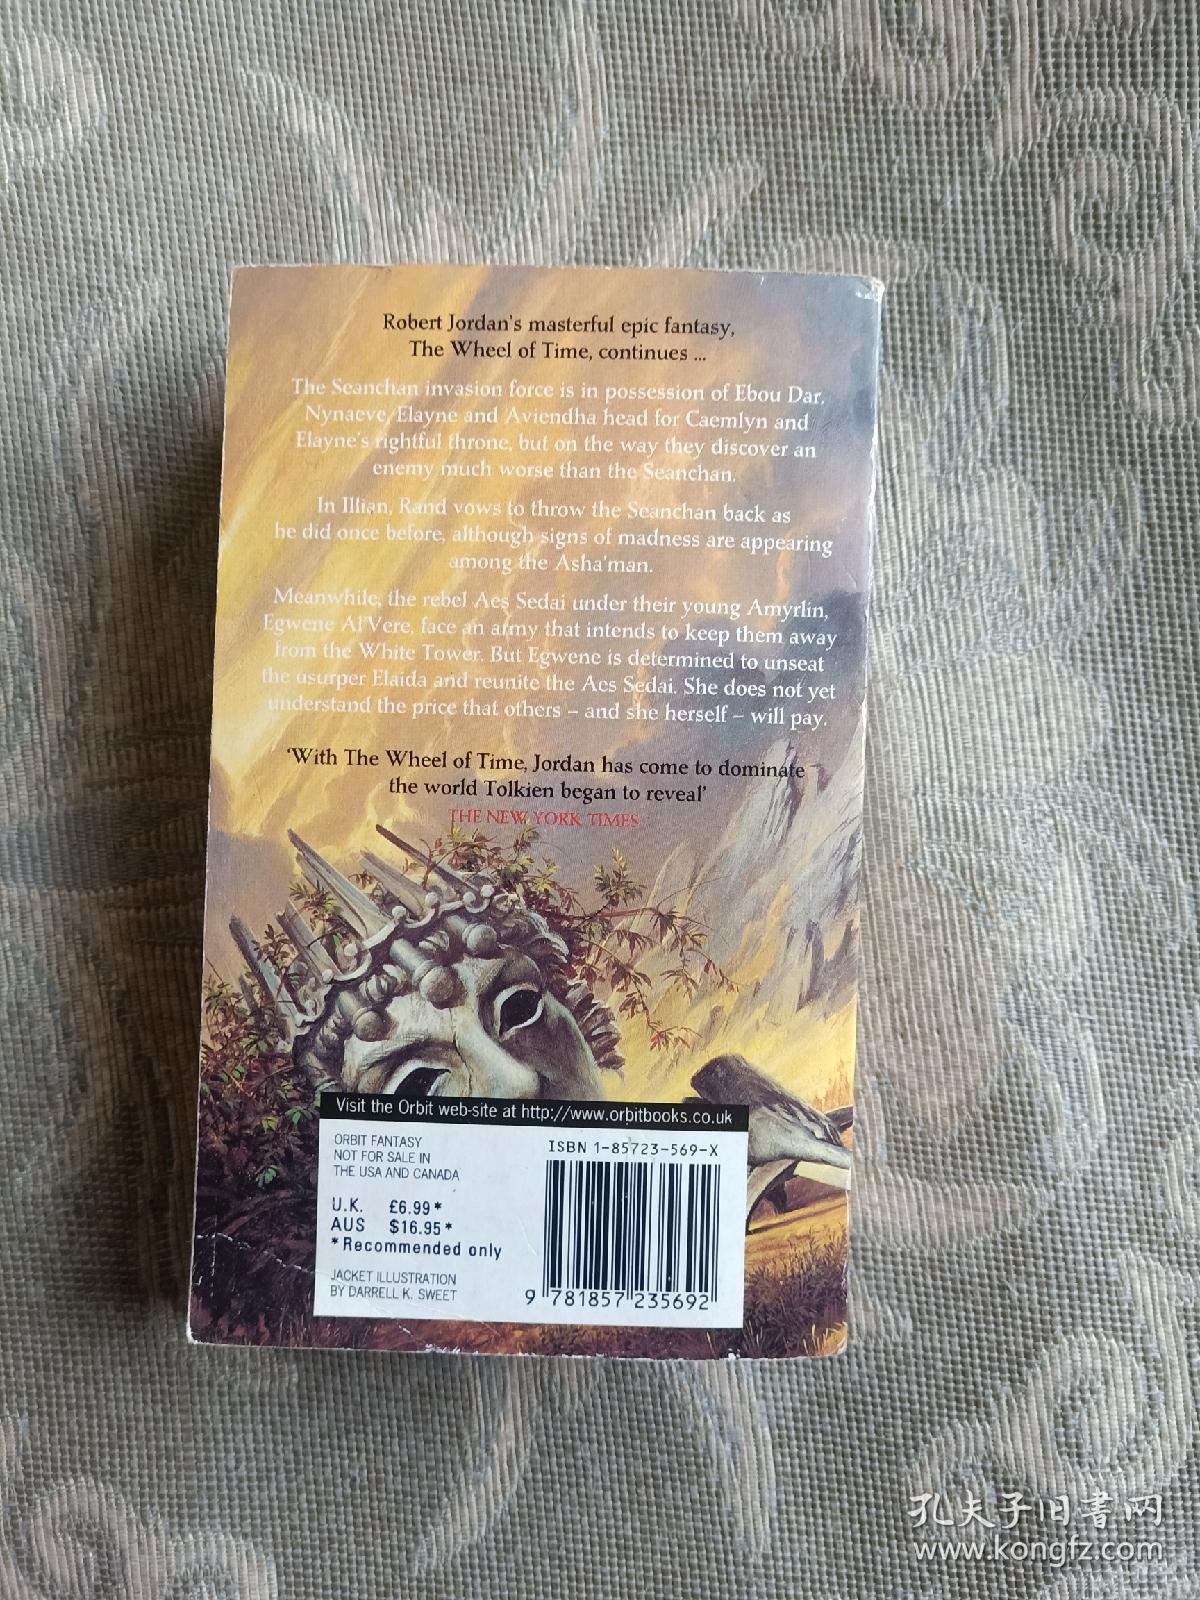 Robert Jordan's masterful epic fantasy,
The Wheel of Time, continues ...
The Seanchan invasion force is in possession of Ebou Dar.
Nynaeve, Elayne and Aviendha head for Caemlyn and
Elayne's rightful throne, but on the way they discover an
enemy much worse than the Seanchan.
In Illian, Rand vows to throw the Seanchan back as
he did once before, although signs of madness are appearing
among the Asha'man.
Meanwhile, the rebel Aes Sedai under their young Amyrlin,
Egwene Al'Vere, face an army that intends to keep them away
from the White Tower. But Egwene is determined to unseat
the usurper Elaida and reunite the Aes Sedai. She does not yet
understand the price that others – and she herself – will pay.
'With The Wheel of Time, Jordan has come to dominate
the world Tolkien began to reveal'
THE NEW YORK TIMES
Visit the Orbit web-site at http://www.orbitbooks.co.uk
ORBIT FANTASY
NOT FOR SALE IN
THE USA AND CANADA
U.K. £6.99*
AUS $16.95*
*Recommended only
JACKET ILLUSTRATION
BY DARRELL K. SWEET
ISBN 1-85723-569-X
9 781857 235692
孔夫子旧书网
www.kongfz.com